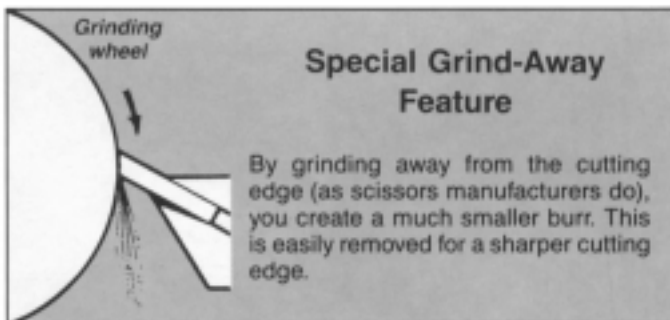 Grinding
wheel
Special Grind-Away
Feature
By grinding away from the cutting
edge (as scissors manufacturers do),
you create a much smaller burr. This
is easily removed for a sharper cutting
edge.